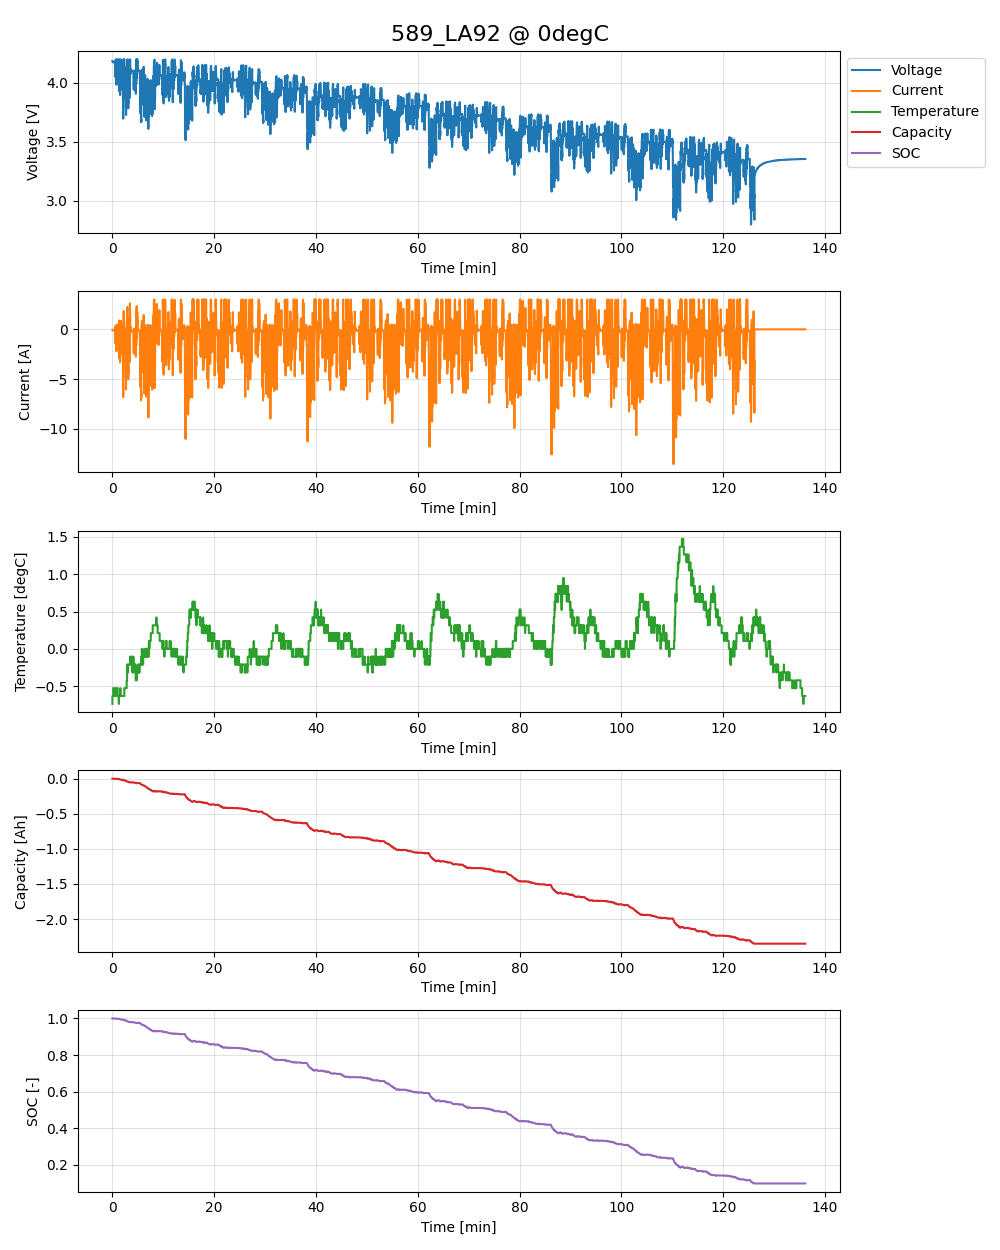 589_LA92 @ 0degC
Voltage
Current
Temperature
Capacity
SOC
Voltage [V]
4.0
3.5
3.0
0 20 40 60 80 100 120 140
Time [min]
Current [A]
0
−5
−10
0 20 40 60 80 100 120 140
Time [min]
Temperature [degC]
1.5
1.0
0.5
0.0
−0.5
0 20 40 60 80 100 120 140
Time [min]
Capacity [Ah]
0.0
−0.5
−1.0
−1.5
−2.0
0 20 40 60 80 100 120 140
Time [min]
SOC [-]
1.0
0.8
0.6
0.4
0.2
0 20 40 60 80 100 120 140
Time [min]